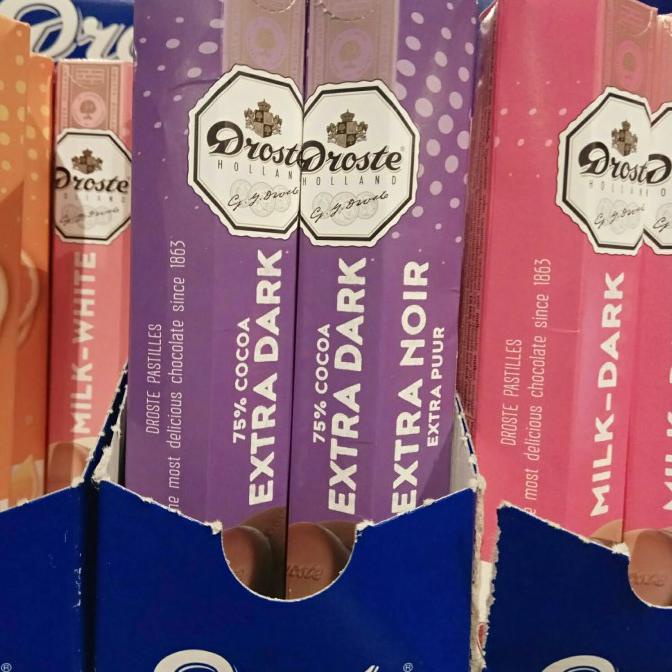 Droste
HOLLAND
MILK-WHITE
Droste
HOLLAND
DROSTE PASTILLES
most delicious chocolate since 1863
75% COCOA
EXTRA DARK
Droste
HOLLAND
75% COCOA
EXTRA DARK
EXTRA NOIR
EXTRA PUUR
Droste
HOLLAND
DROSTE PASTILLES
most delicious chocolate since 1863
MILK-DARK